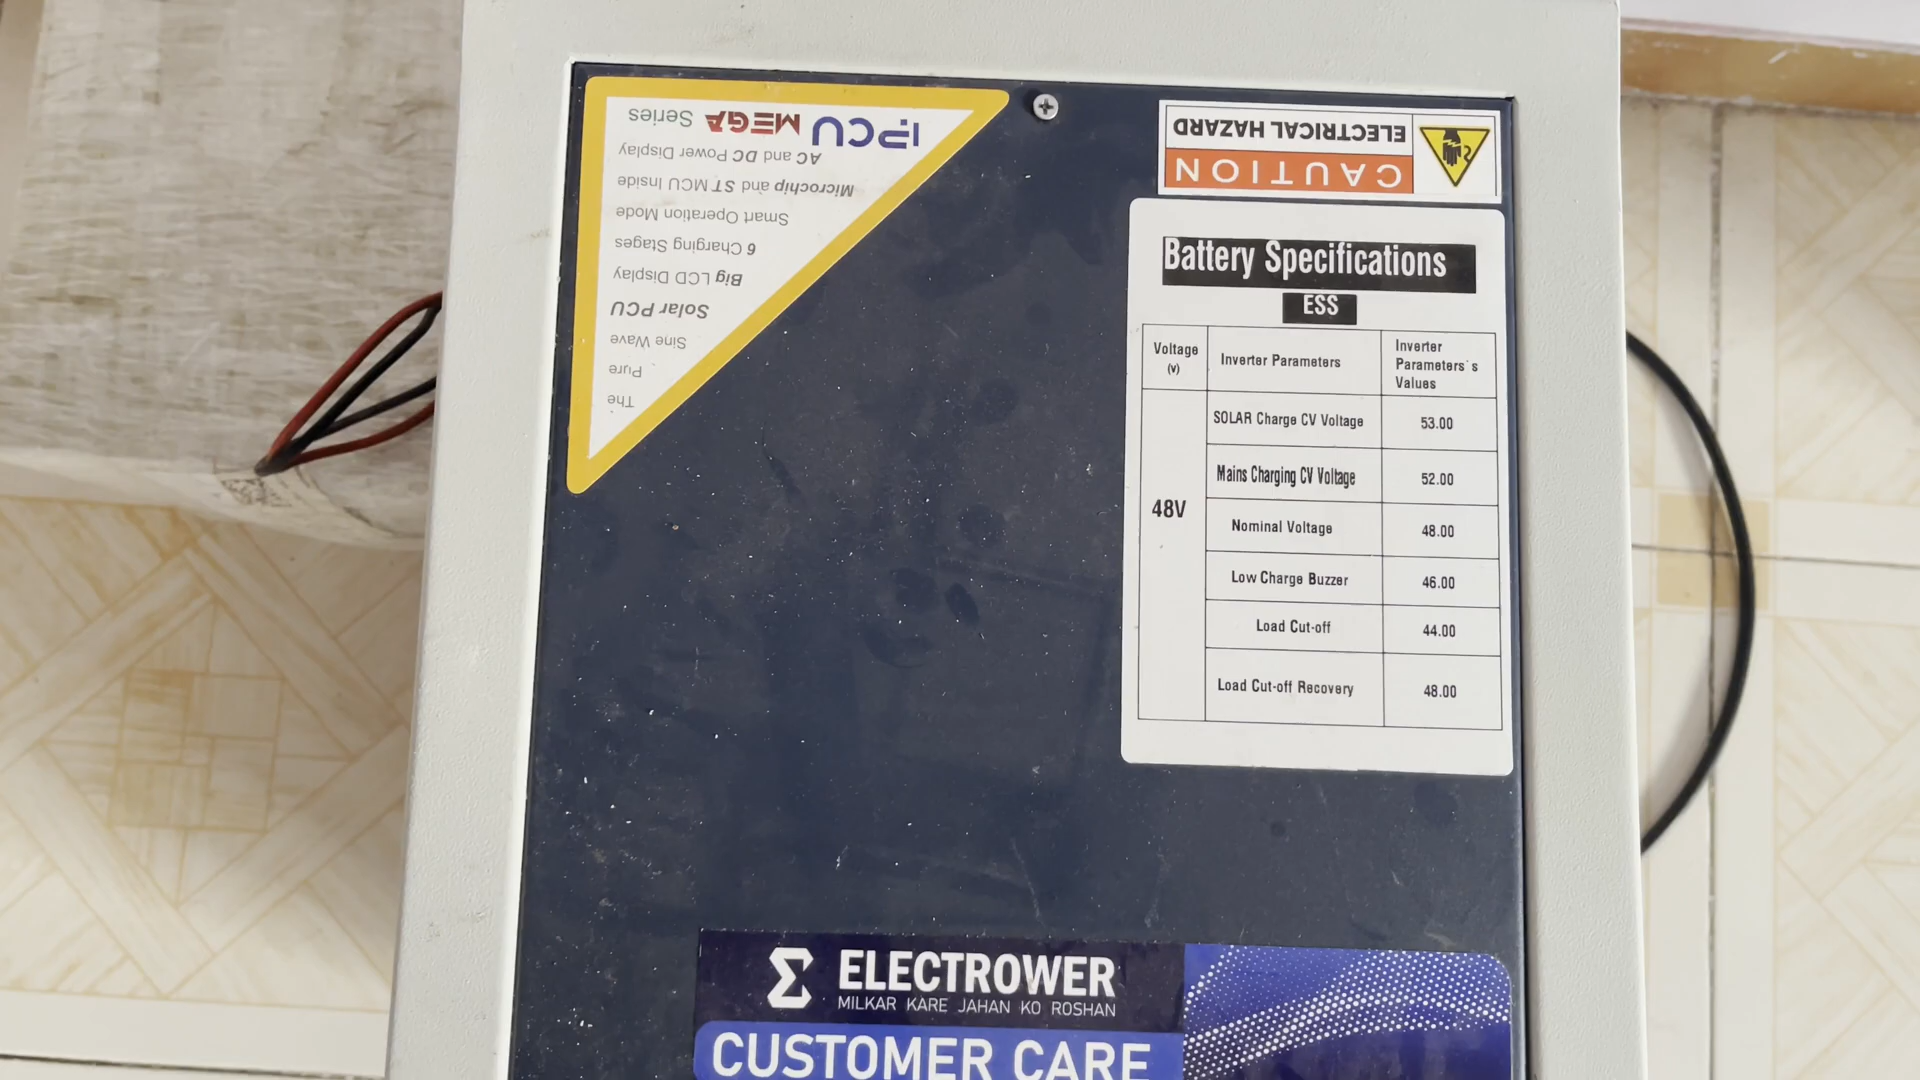 IPCU MEGA Series
AC and DC Power Display
Microchip and ST MCU Inside
Smart Operation Mode
6 Charging Stages
Big LCD Display
Solar PCU
Sine Wave
Pure
The
CAUTION
ELECTRICAL HAZARD
Battery Specifications
ESS
Voltage (v) Inverter Parameters Inverter Parameters`s Values
48V
SOLAR Charge CV Voltage 53.00
Mains Charging CV Voltage 52.00
Nominal Voltage 48.00
Low Charge Buzzer 46.00
Load Cut-off 44.00
Load Cut-off Recovery 48.00
ELECTROWER
MILKAR KARE JAHAN KO ROSHAN
CUSTOMER CARE